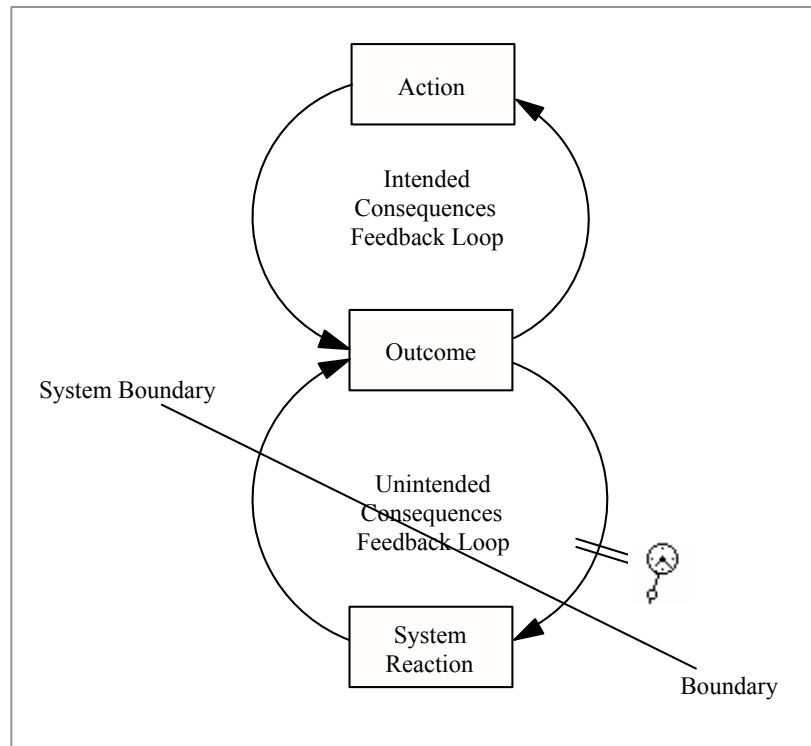 Action
Intended
Consequences
Feedback Loop
Outcome
System Boundary
Unintended
Consequences
Feedback Loop
System
Reaction
Boundary